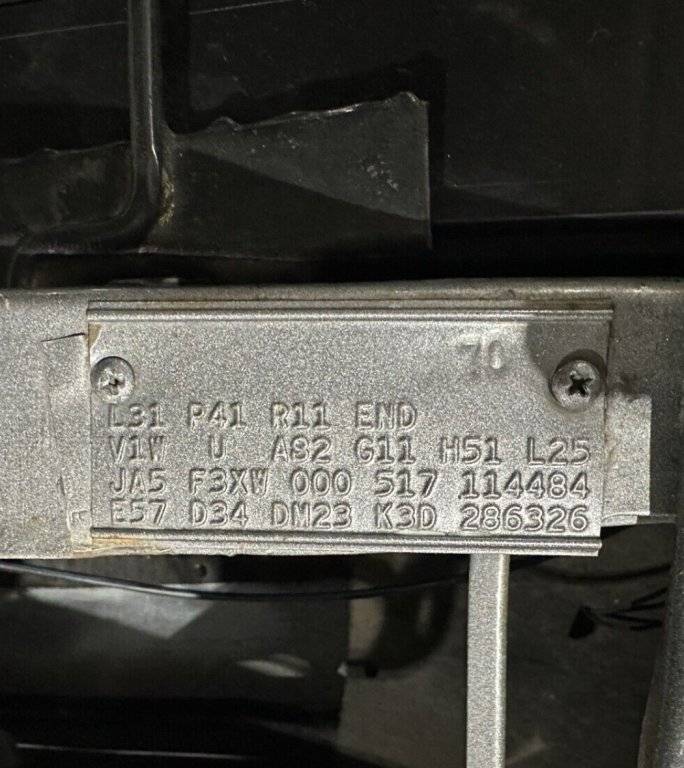 70
L31 P41 R11 END
V1W U A82 G11 H51 L25
JA5 F3XW 000 517 114484
E57 D34 DM23 K3D 286326